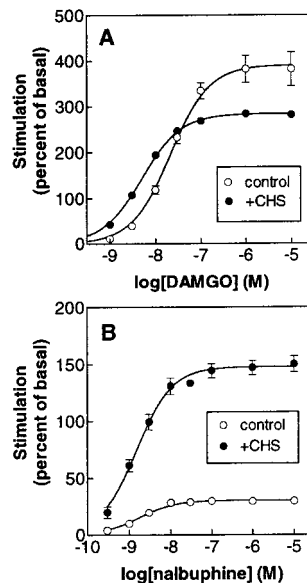 A
500
400
300
200
100
0
Stimulation
(percent of basal)
control
+CHS
-9 -8 -7 -6 -5
log[DAMGO] (M)
B
200
150
100
50
0
Stimulation
(percent of basal)
control
+CHS
-10 -9 -8 -7 -6 -5 -4
log[nalbuphine] (M)